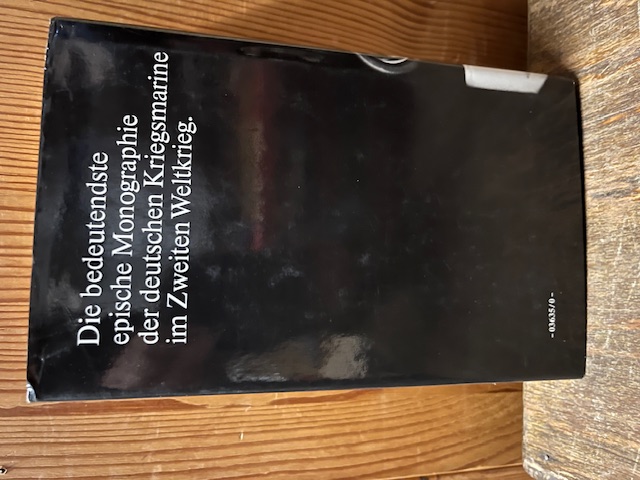 Die bedeutendste
epische Monographie
der deutschen Kriegsmarine
im Zweiten Weltkrieg.
- 03635/0 -